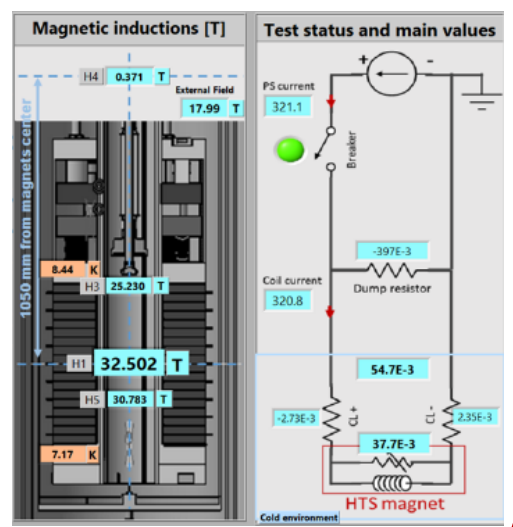 Magnetic inductions [T]
H4 0.371 T
External Field
17.99 T
1050 mm from magnets center
8.44 K
H3 25.230 T
H1 32.502 T
H5 30.783 T
7.17 K
Test status and main values
+ -
PS current
321.1
Breaker
-397E-3
Dump resistor
Coil current
320.8
54.7E-3
-2.73E-3
CL+
CL-
2.35E-3
37.7E-3
HTS magnet
Cold environment